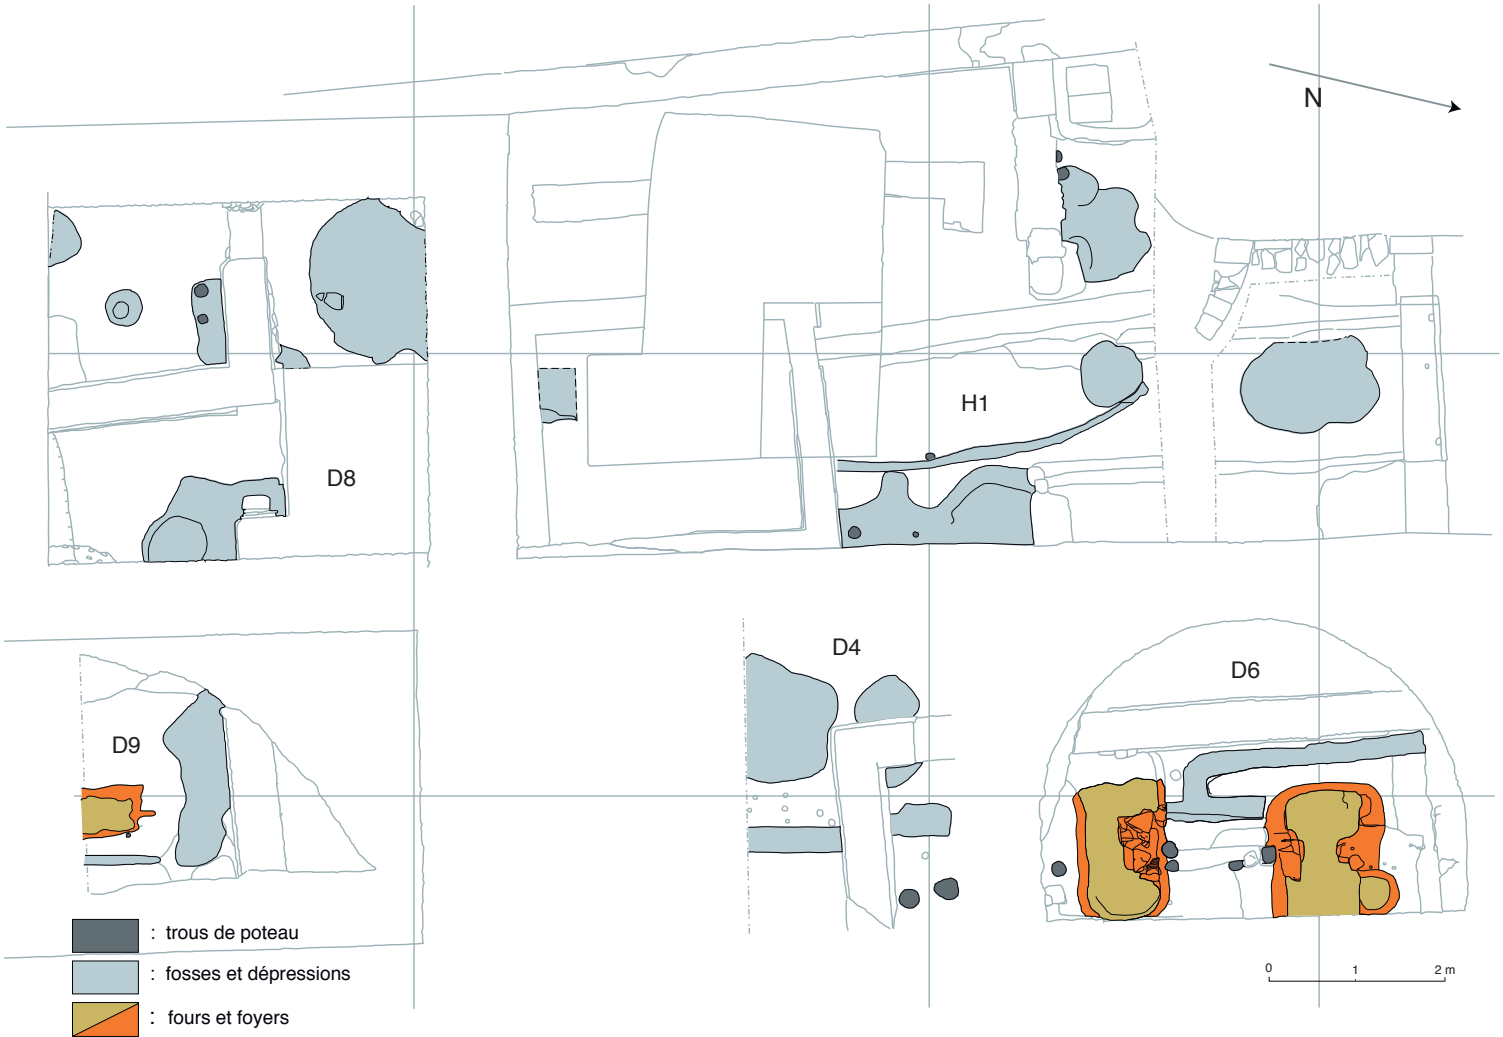 N
H1
D8
D4
D6
D9
: trous de poteau
: fosses et dépressions
: fours et foyers
0 1 2 m